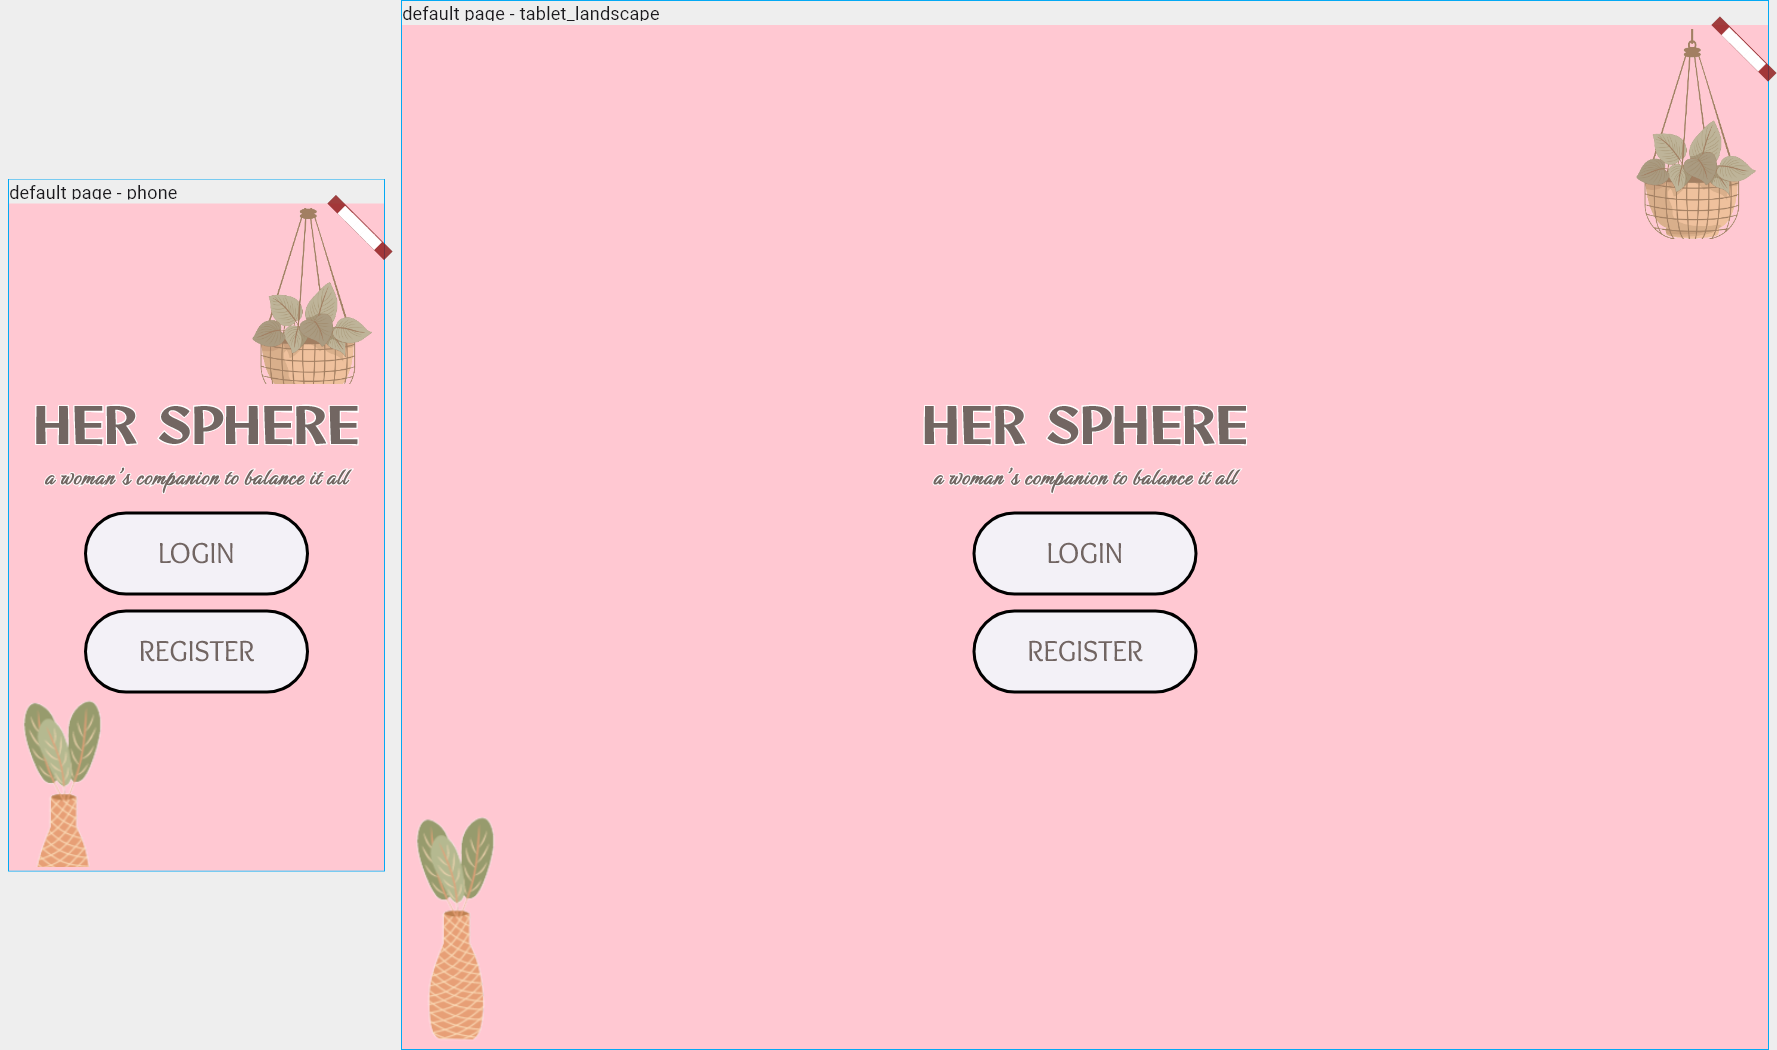 default page - tablet_landscape
default page - phone
HER SPHERE
a woman's companion to balance it all
LOGIN
REGISTER
HER SPHERE
a woman's companion to balance it all
LOGIN
REGISTER